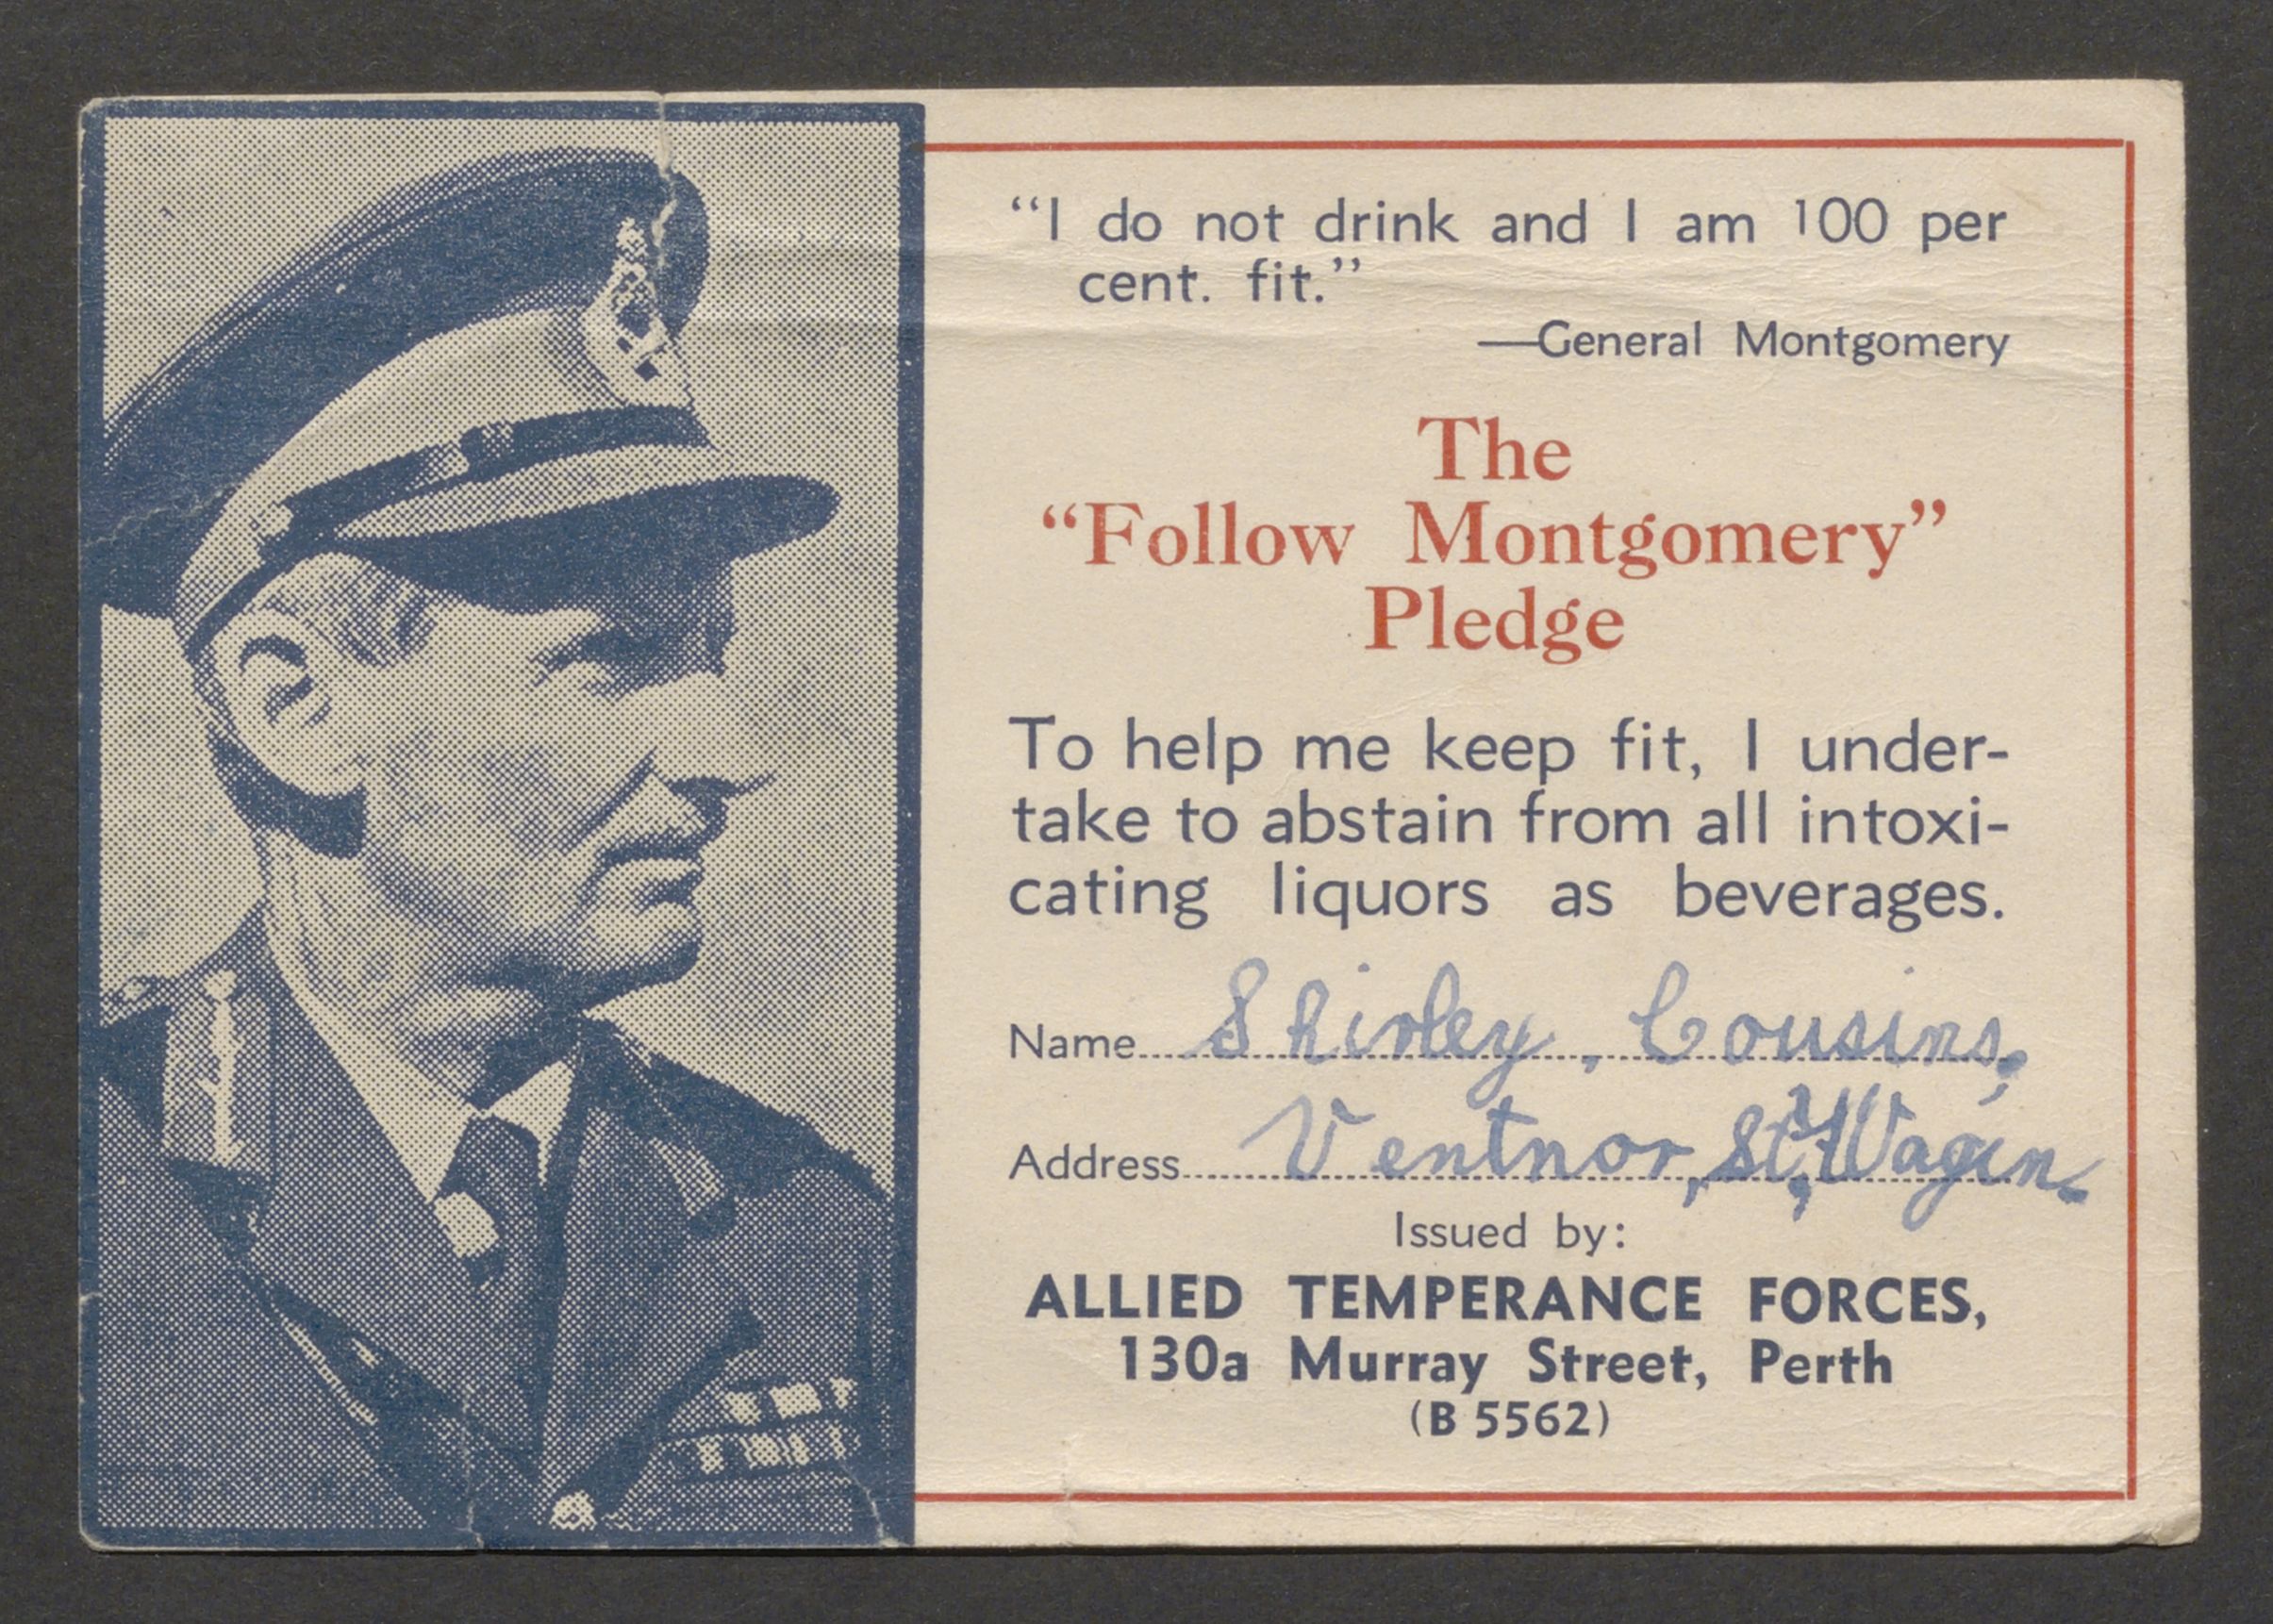 “I do not drink and I am 100 per
cent. fit.”
—General Montgomery
The
“Follow Montgomery”
Pledge
To help me keep fit, I under-
take to abstain from all intoxi-
cating liquors as beverages.
Name Shirley, Cousins,
Address Ventnor, St, Wagin.
Issued by:
ALLIED TEMPERANCE FORCES,
130a Murray Street, Perth
(B 5562)